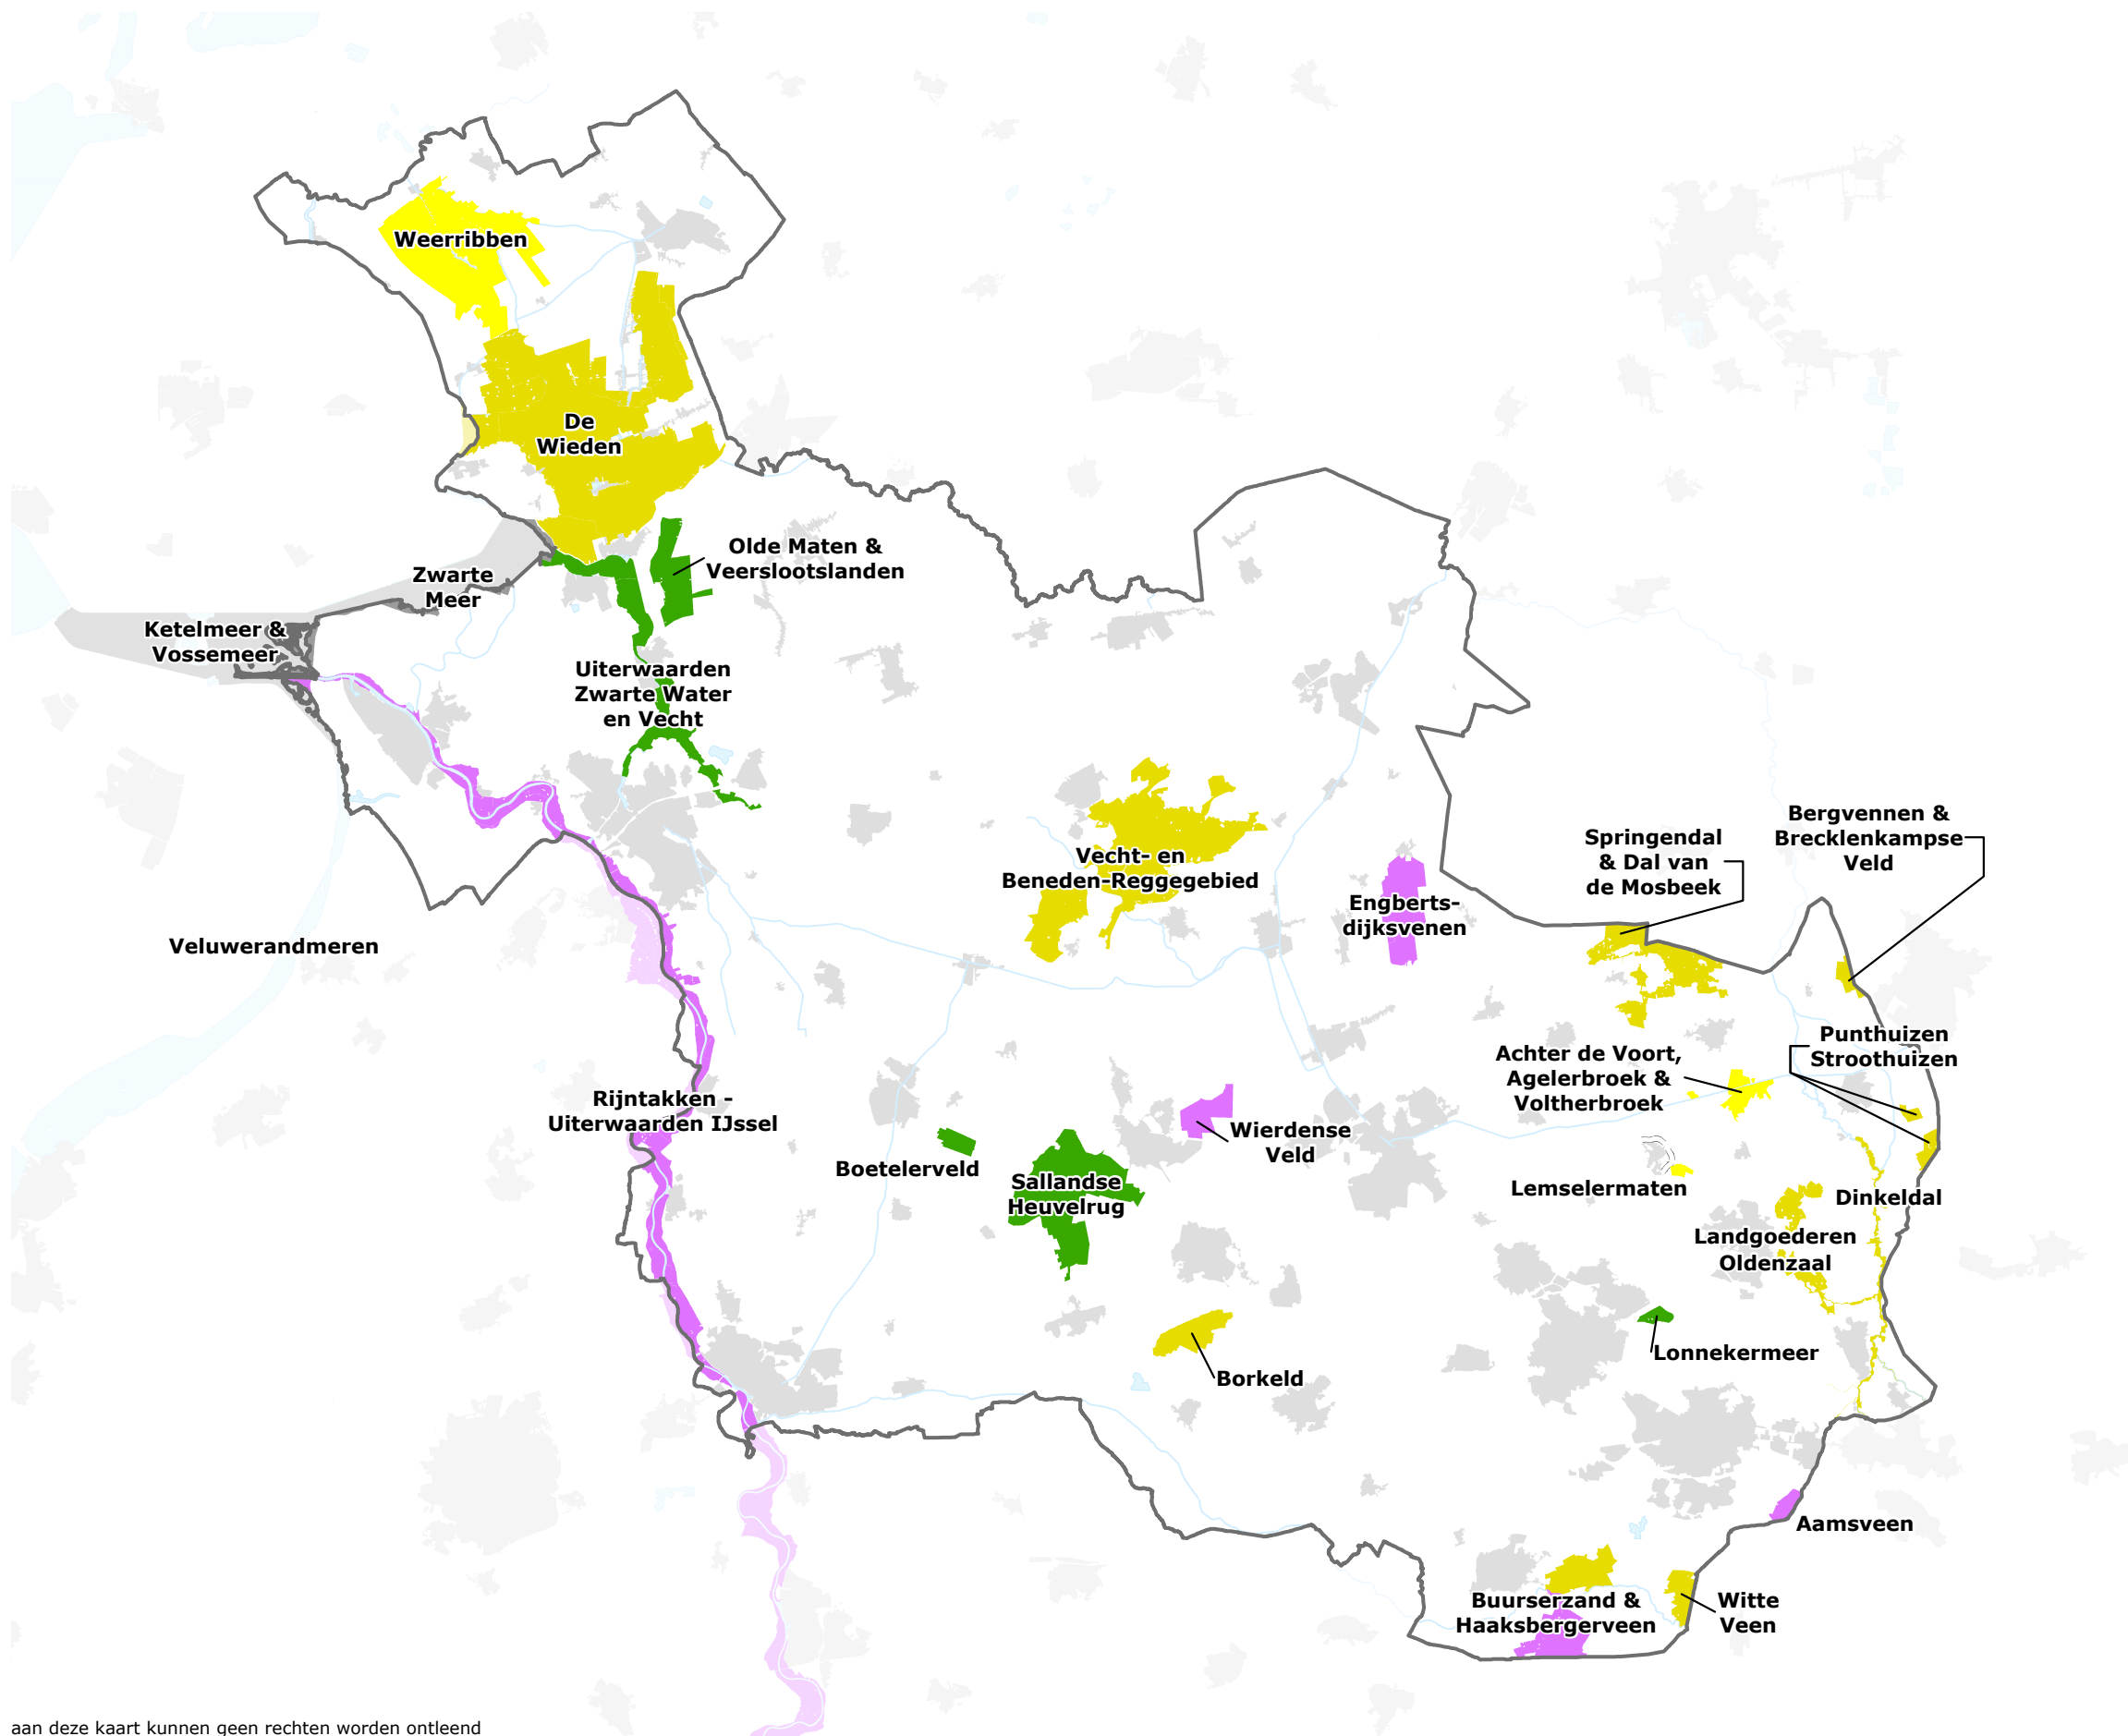 Weerribben
De
Wieden
Olde Maten &
Veerslootslanden
Zwarte
Meer
Ketelmeer &
Vossemeer
Uiterwaarden
Zwarte Water
en Vecht
Bergvennen &
Brecklenkampse
Veld
Springendal
& Dal van
de Mosbeek
Vecht- en
Beneden-Reggegebied
Engberts-
dijksvenen
Veluwerandmeren
Punthuizen
Stroothuizen
Achter de Voort,
Agelerbroek &
Voltherbroek
Rijntakken -
Uiterwaarden IJssel
Wierdense
Veld
Boetelerveld
Sallandse
Heuvelrug
Lemselermaten
Dinkeldal
Landgoederen
Oldenzaal
Lonnekermeer
Borkeld
Aamsveen
Buurserzand &
Haaksbergerveen
Witte
Veen
aan deze kaart kunnen geen rechten worden ontleend